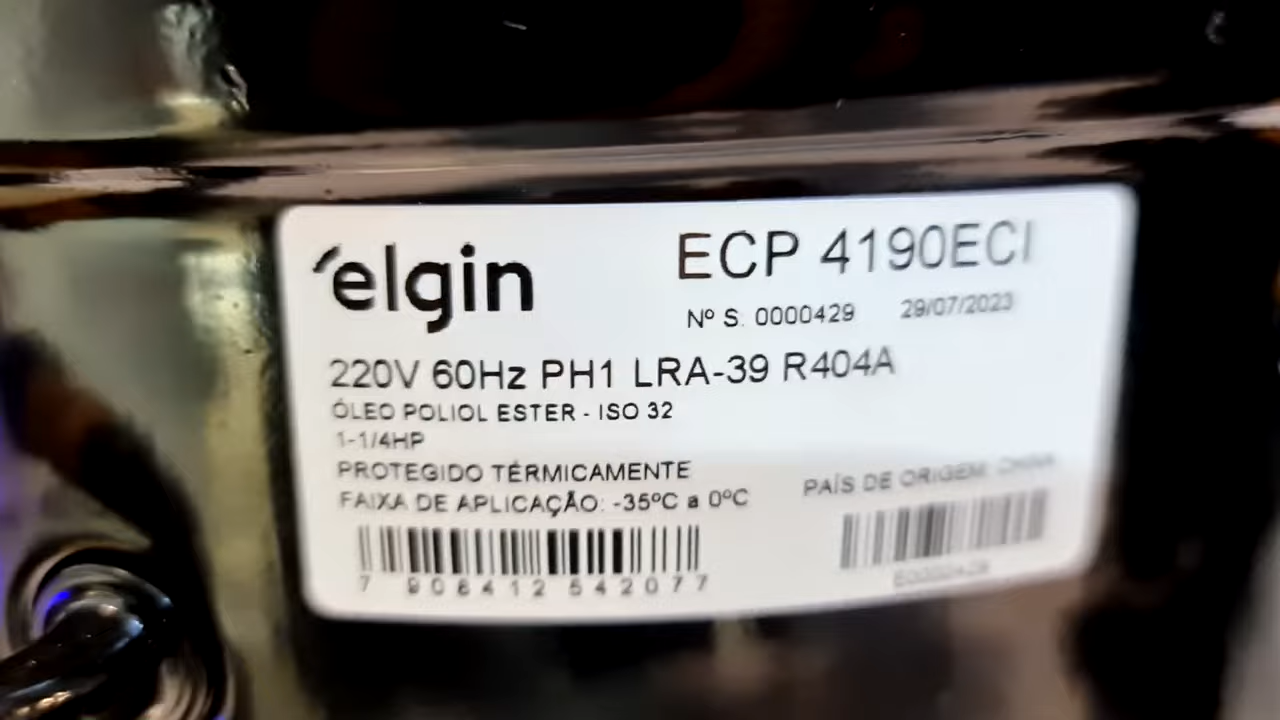 elgin
ECP 4190ECI
Nº S. 0000429 29/07/2023
220V 60Hz PH1 LRA-39 R404A
ÓLEO POLIOL ESTER - ISO 32
1-1/4HP
PROTEGIDO TÉRMICAMENTE
FAIXA DE APLICAÇÃO: -35ºC a 0ºC
PAÍS DE ORIGEM: CHINA
7 908412 542077